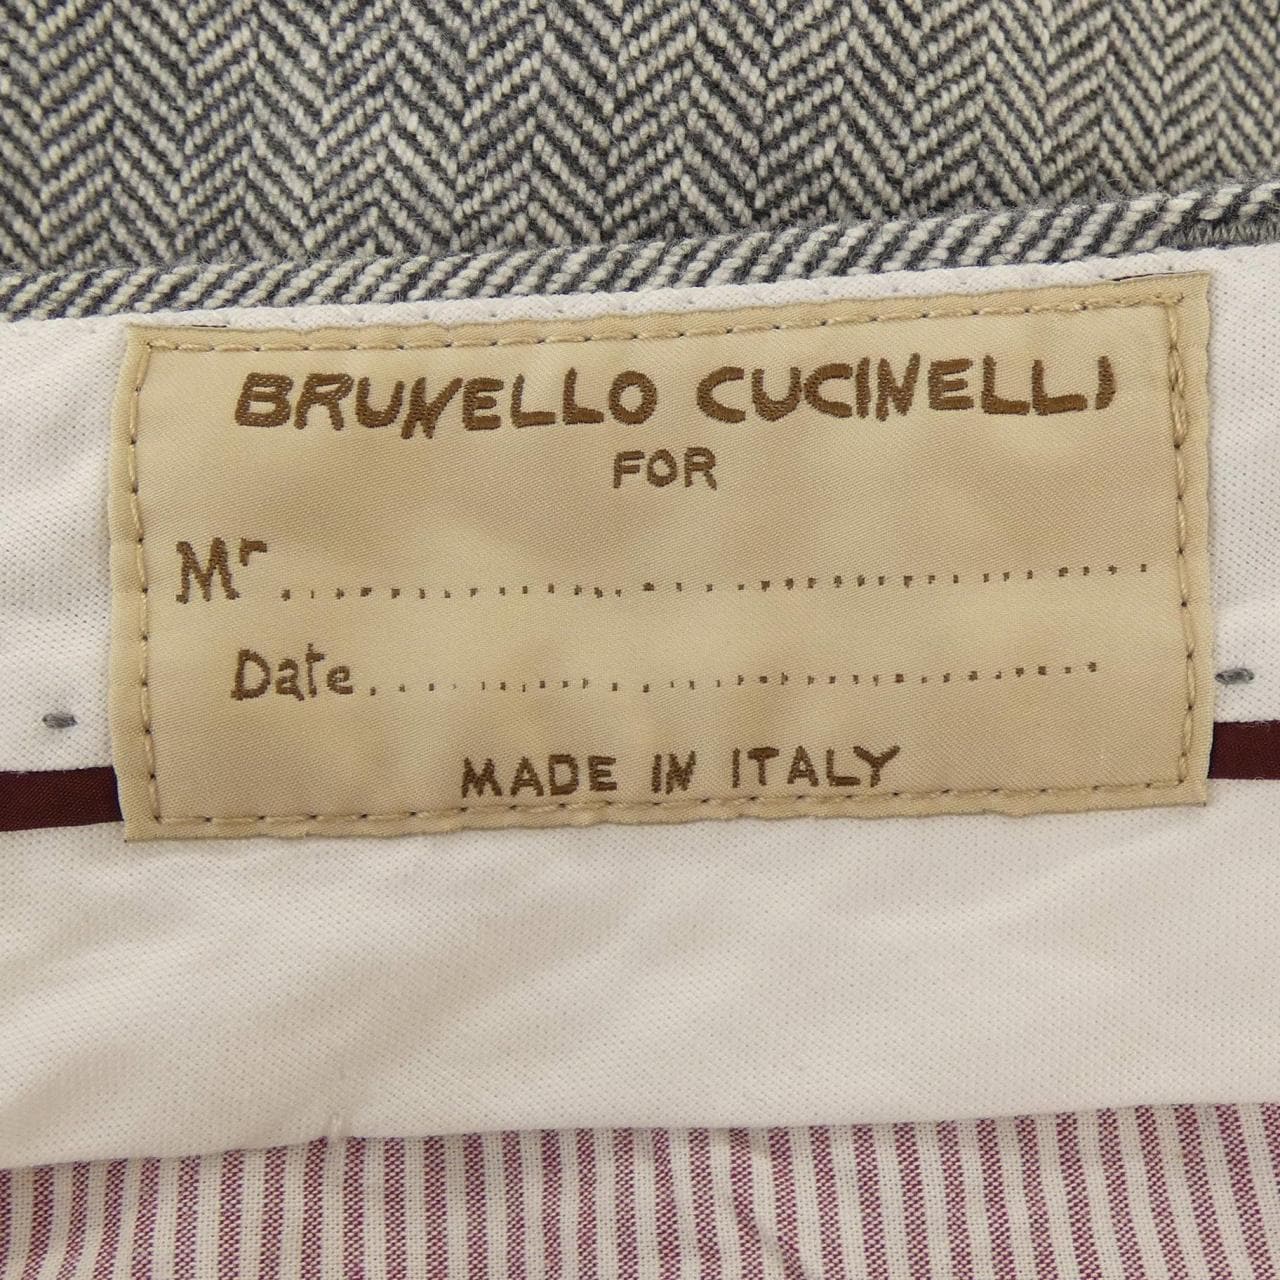 BRUNELLO CUCINELLI
FOR
Mr.......................................
Date.......................................
MADE IN ITALY